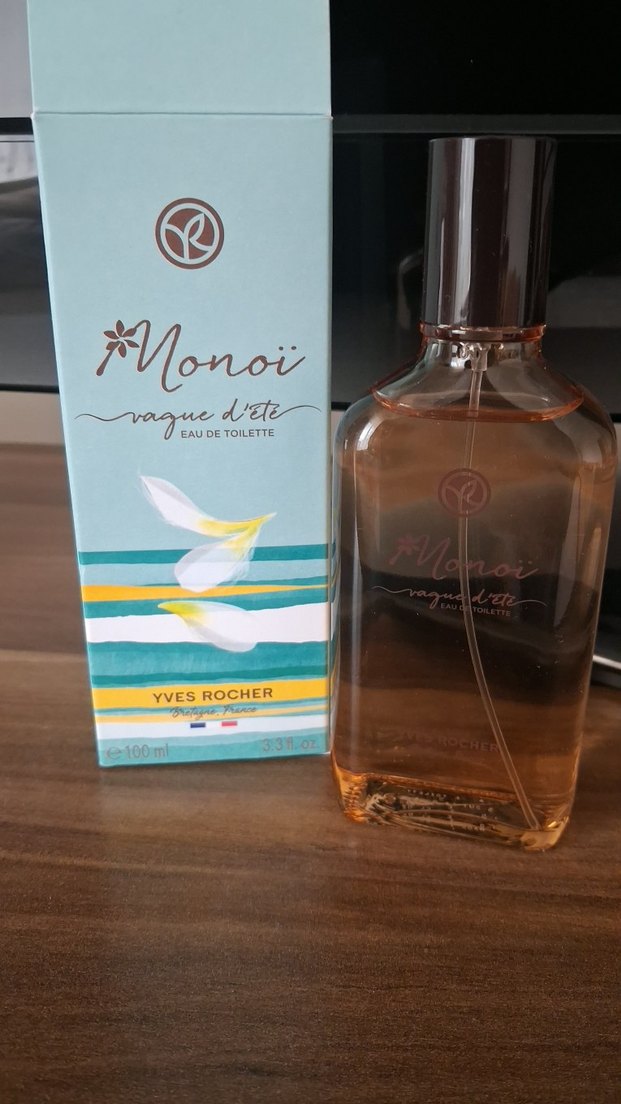 Monoï
vague d'été
EAU DE TOILETTE
YVES ROCHER
Bretagne, France
e 100 ml
3.3 fl. oz
Monoï
vague d'été
EAU DE TOILETTE
YVES ROCHER